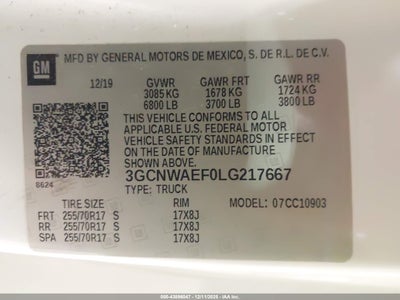 GM
MFD BY GENERAL MOTORS DE MEXICO, S. DE R.L. DE C.V.
12/19 GVWR GAWR FRT GAWR RR
3085 KG 1678 KG 1724 KG
6800 LB 3700 LB 3800 LB
THIS VEHICLE CONFORMS TO ALL
APPLICABLE U.S. FEDERAL MOTOR
VEHICLE SAFETY STANDARDS IN EFFECT
ON THE DATE OF MANUFACTURE
SHOWN ABOVE.
3GCNWAEF0LG217667
8624
TYPE: TRUCK
TIRE SIZE RIM MODEL: 07CC10903
FRT 255/70R17 S 17X8J
RR 255/70R17 S 17X8J
SPA 255/70R17 S 17X8J